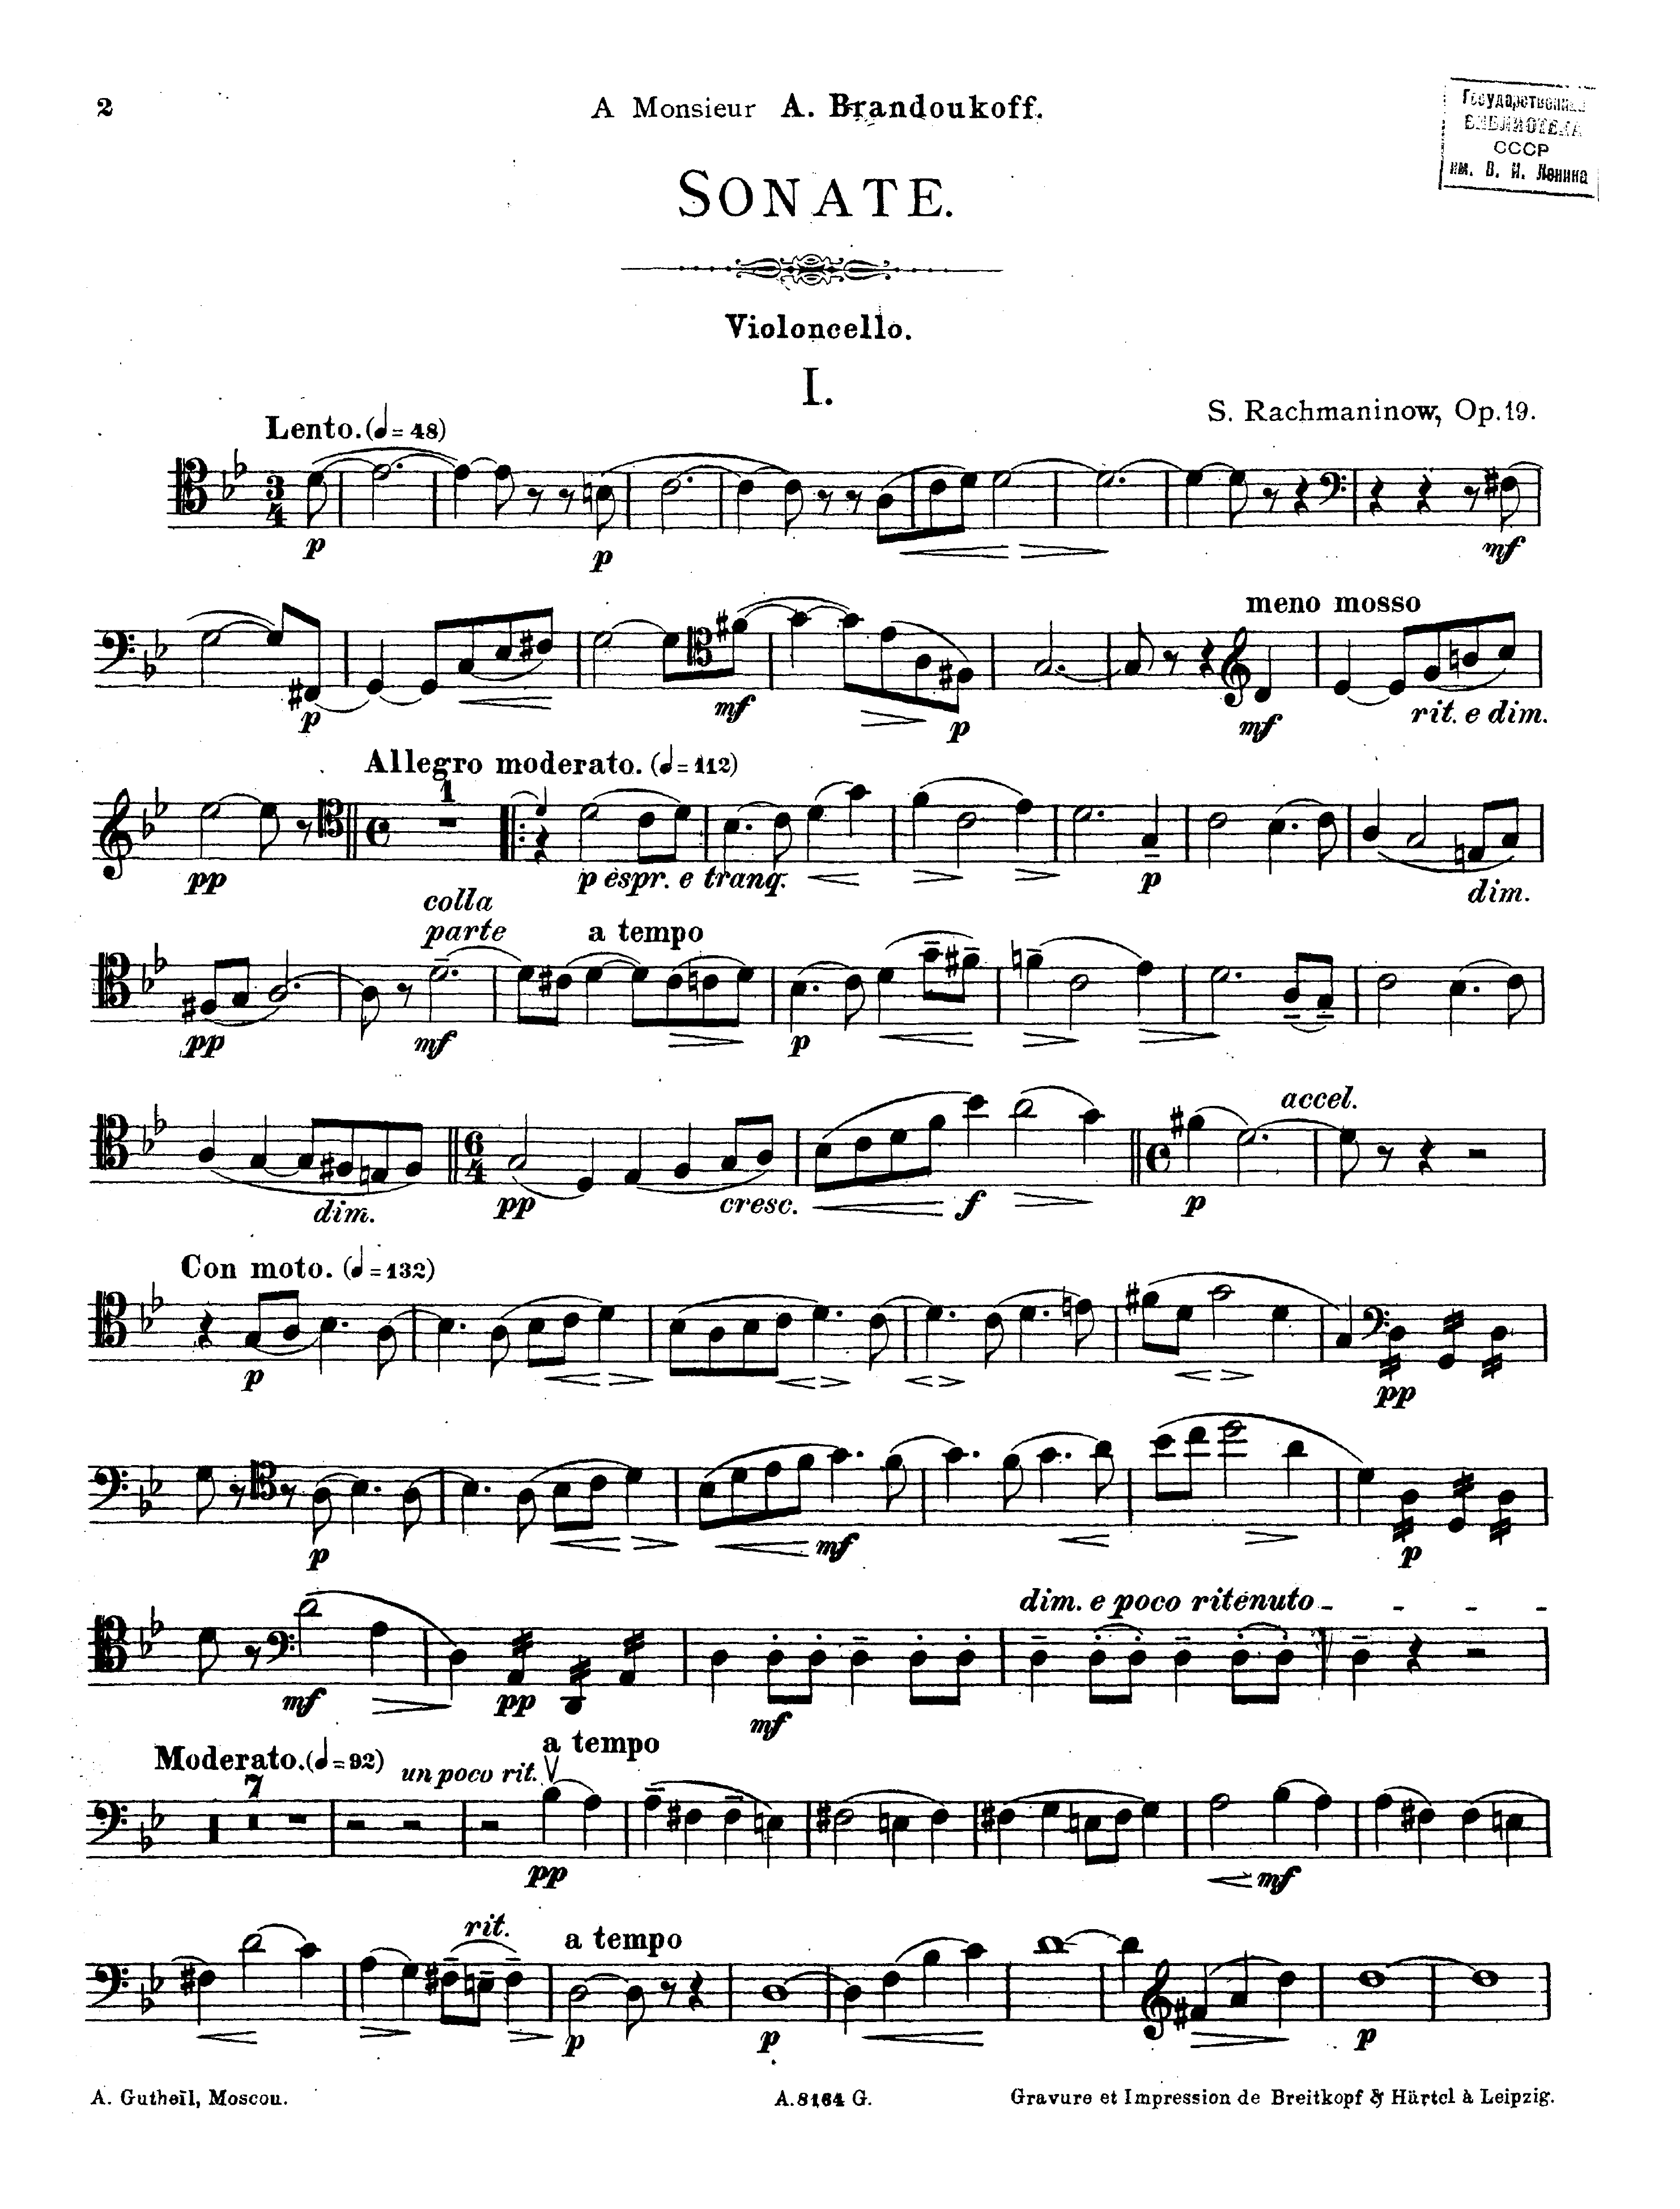 2
A Monsieur A. Brandoukoff.
Государственная
БИБЛИОТЕКА
СССР
им. В. И. Ленина
SONATE.
Violoncello.
I.
S. Rachmaninow, Op. 19.
Lento. (♩=48)
3
4
p
p
mf
meno mosso
p
mf
p
mf
rit. e dim.
Allegro moderato. (♩=112)
1
pp
p espr. e tranq.
p
dim.
colla
parte
a tempo
pp
mf
p
accel.
6
4
dim.
pp
cresc.
f
p
Con moto. (♩=132)
p
pp
p
mf
p
dim. e poco ritenuto - - - -
mf
pp
mf
Moderato. (♩=92)
un poco rit.
a tempo
7
pp
mf
rit.
a tempo
p
p
p
A. Gutheil, Moscou.
A. 8164 G.
Gravure et Impression de Breitkopf & Härtel à Leipzig.